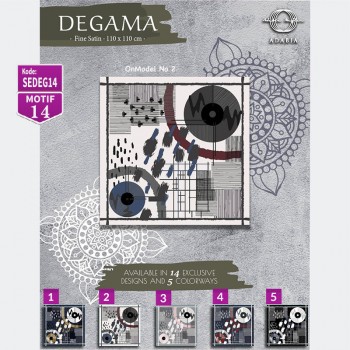 DEGAMA
- Fine Satin - 110 x 110 cm -
ADABIA
Kode:
SEDEG14
MOTIF
14
OnModel No 2
AVAILABLE IN 14 EXCLUSIVE
DESIGNS AND 5 COLORWAYS
1
2
3
4
5